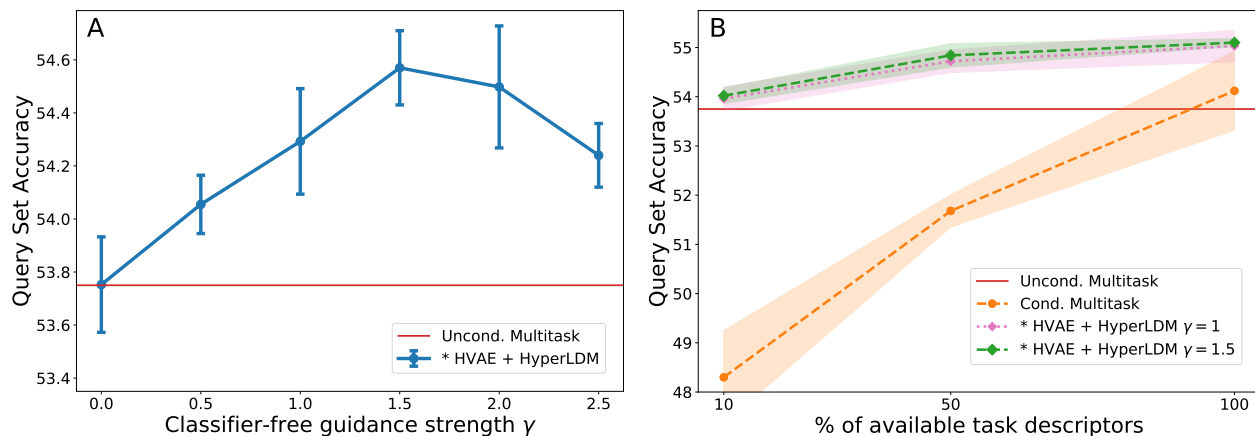 A
Query Set Accuracy
54.6
54.4
54.2
54.0
53.8
53.6
53.4
0.0 0.5 1.0 1.5 2.0 2.5
Classifier-free guidance strength γ
Uncond. Multitask
* HVAE + HyperLDM
B
Query Set Accuracy
55
54
53
52
51
50
49
48
10 50 100
% of available task descriptors
Uncond. Multitask
Cond. Multitask
* HVAE + HyperLDM γ = 1
* HVAE + HyperLDM γ = 1.5